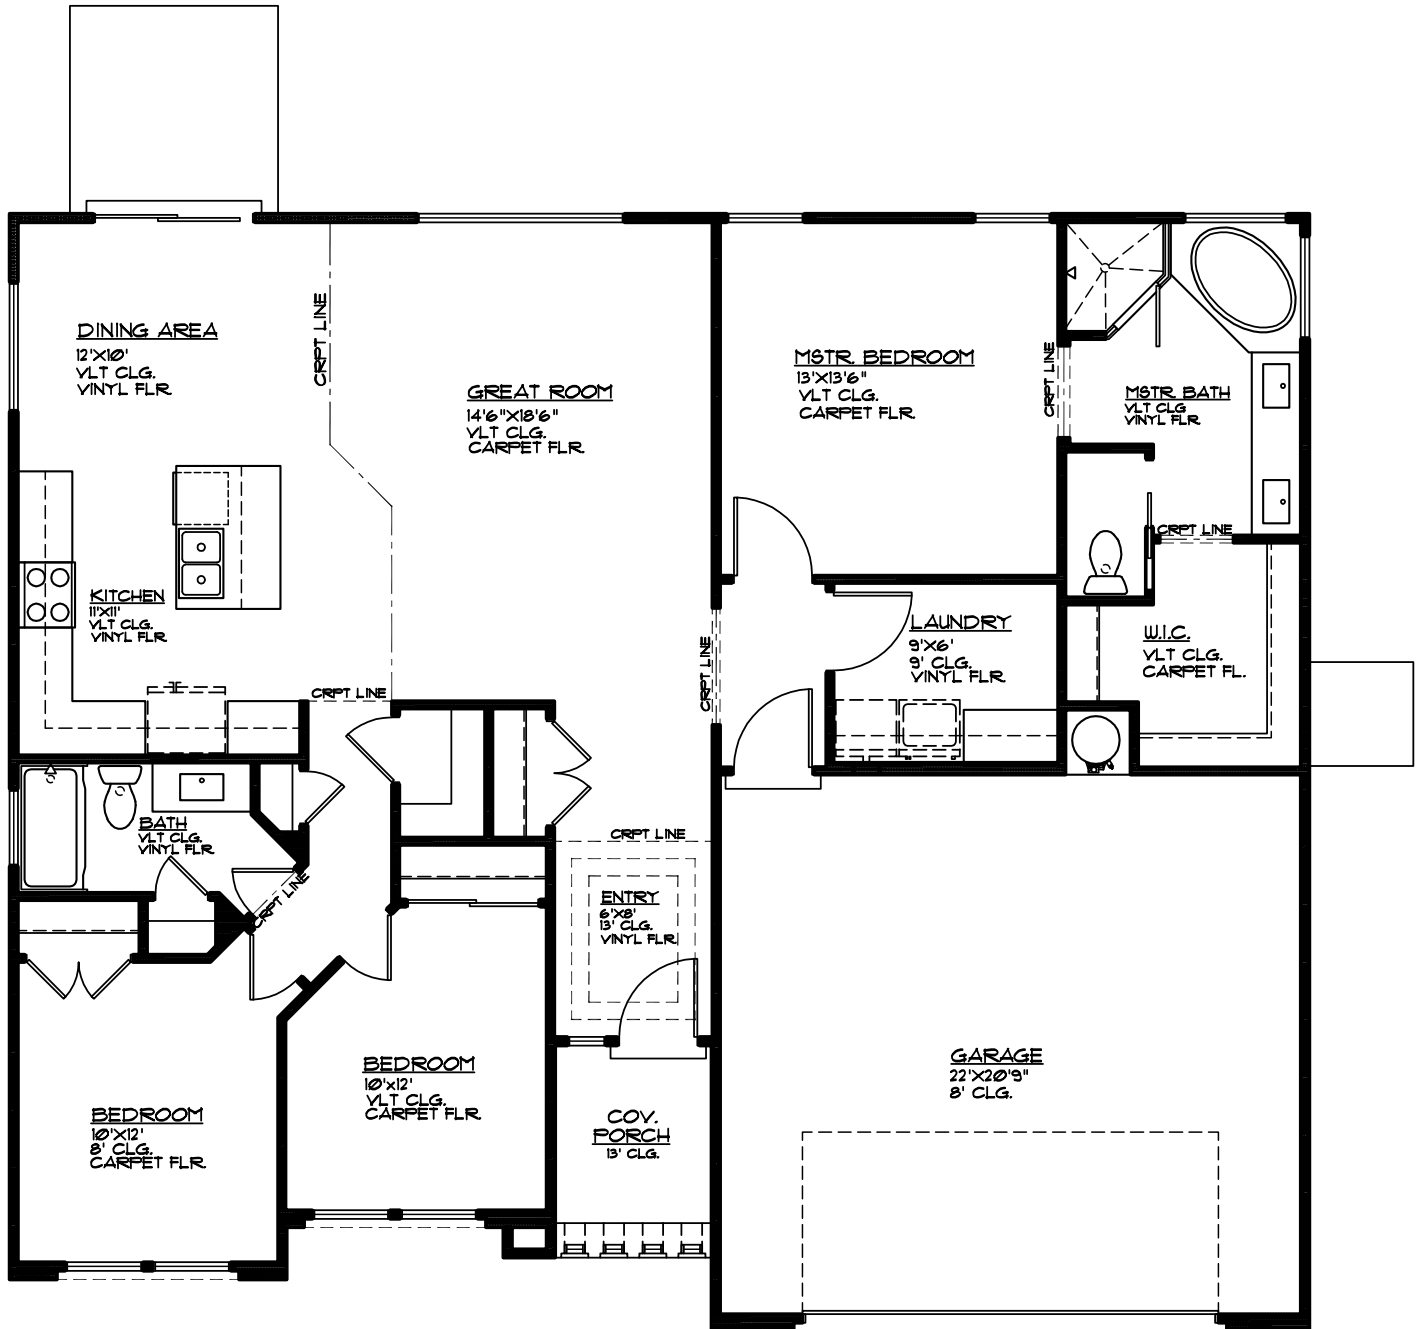 DINING AREA
12'X10'
VLT CLG.
VINYL FLR.
CRPT LINE
GREAT ROOM
14'6"X18'6"
VLT CLG.
CARPET FLR.
MSTR. BEDROOM
13'X13'6"
VLT CLG.
CARPET FLR.
CRPT LINE
MSTR. BATH
VLT CLG
VINYL FLR.
CRPT LINE
KITCHEN
11'X11'
VLT CLG.
VINYL FLR.
CRPT LINE
CRPT LINE
LAUNDRY
9'X6'
9' CLG.
VINYL FLR.
W.I.C.
VLT CLG.
CARPET FL.
BATH
VLT CLG.
VINYL FLR.
CRPT LINE
CRPT LINE
ENTRY
6'X8'
13' CLG.
VINYL FLR.
BEDROOM
10'X12'
8' CLG.
CARPET FLR.
BEDROOM
10'x12'
VLT CLG.
CARPET FLR.
COV.
PORCH
13' CLG.
GARAGE
22'X20'9"
8' CLG.